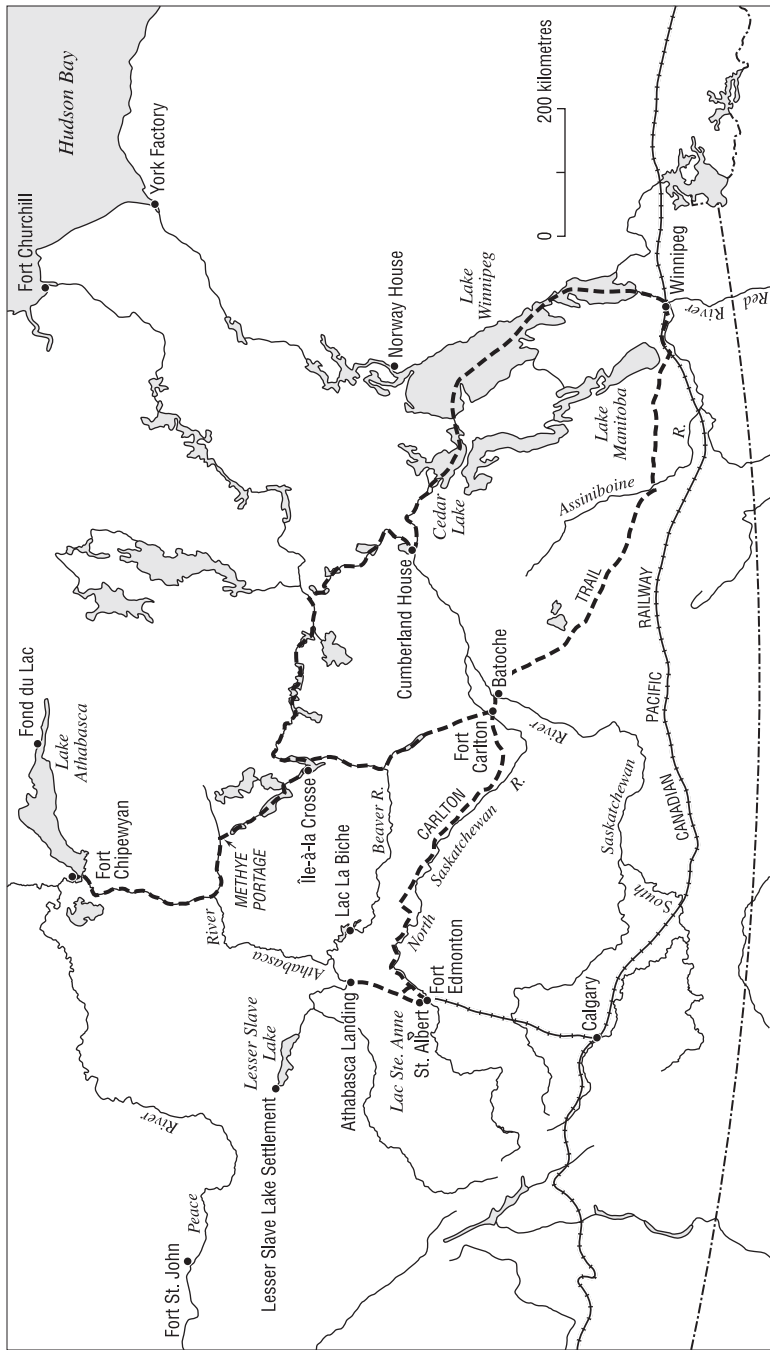 Hudson Bay
Fort Churchill
York Factory
Fond du Lac
Lake
Athabasca
Fort
Chipewyan
Fort St. John
Peace
River
River
METHYE
PORTAGE
Athabasca
Lesser Slave
Lake
Lesser Slave Lake Settlement
Île-à-la Crosse
Lac La Biche
Beaver R.
Athabasca Landing
Norway House
Lake
Winnipeg
Cumberland House
Cedar
Lake
Lac Ste. Anne
St. Albert
Fort
Edmonton
North
Saskatchewan
R.
CARLTON
TRAIL
Fort
Carlton
Batoche
River
Saskatchewan
South
Lake
Manitoba
Assiniboine
R.
Calgary
CANADIAN
PACIFIC
RAILWAY
Winnipeg
Red
River
0 200 kilometres